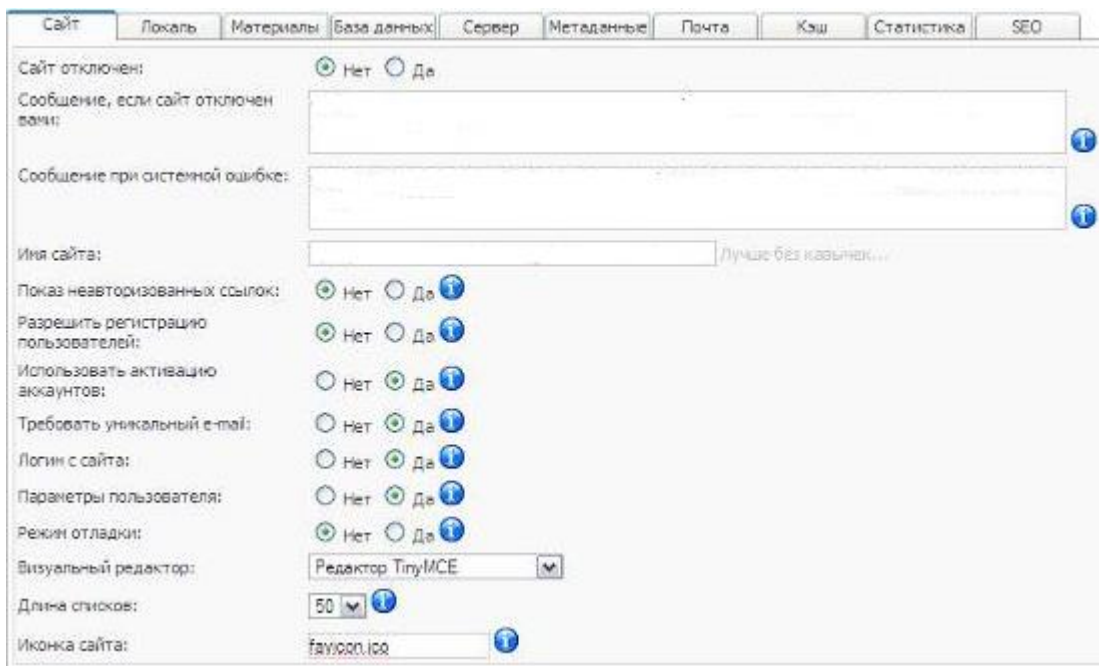 Сайт Локаль Материалы База данных Сервер Метаданные Почта Кэш Статистика SEO
Сайт отключен: Нет Да
Сообщение, если сайт отключен
вами:
Сообщение при системной ошибке:
Имя сайта: Лучше без кавычек...
Показ неавторизованных ссылок: Нет Да
Разрешить регистрацию
пользователей: Нет Да
Использовать активацию
аккаунтов: Нет Да
Требовать уникальный e-mail: Нет Да
Логин с сайта: Нет Да
Параметры пользователя: Нет Да
Режим отладки: Нет Да
Визуальный редактор: Редактор TinyMCE
Длина списков: 50
Иконка сайта: favicon.ico